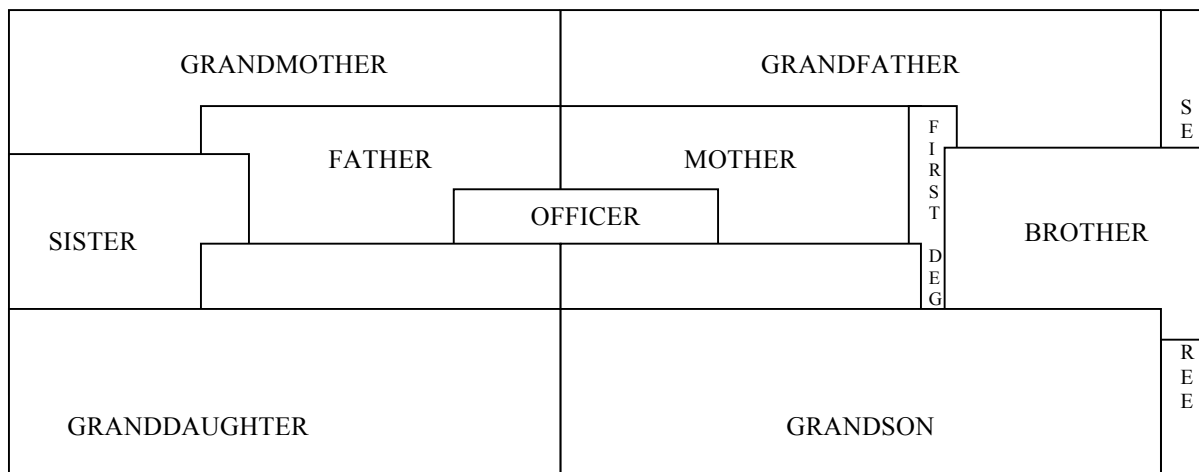 GRANDMOTHER
GRANDFATHER
SE
FATHER
MOTHER
FIRST DEG
OFFICER
SISTER
BROTHER
REE
GRANDDAUGHTER
GRANDSON